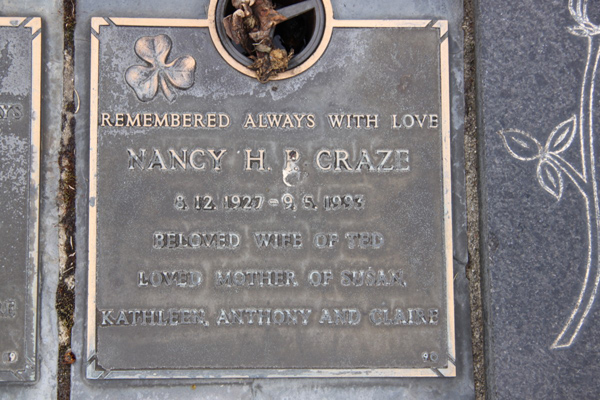 REMEMBERED ALWAYS WITH LOVE
NANCY H. P. CRAZE
8. 12. 1927 - 9. 5. 1993
BELOVED WIFE OF TED
LOVED MOTHER OF SUSAN,
KATHLEEN, ANTHONY AND CLAIRE
90